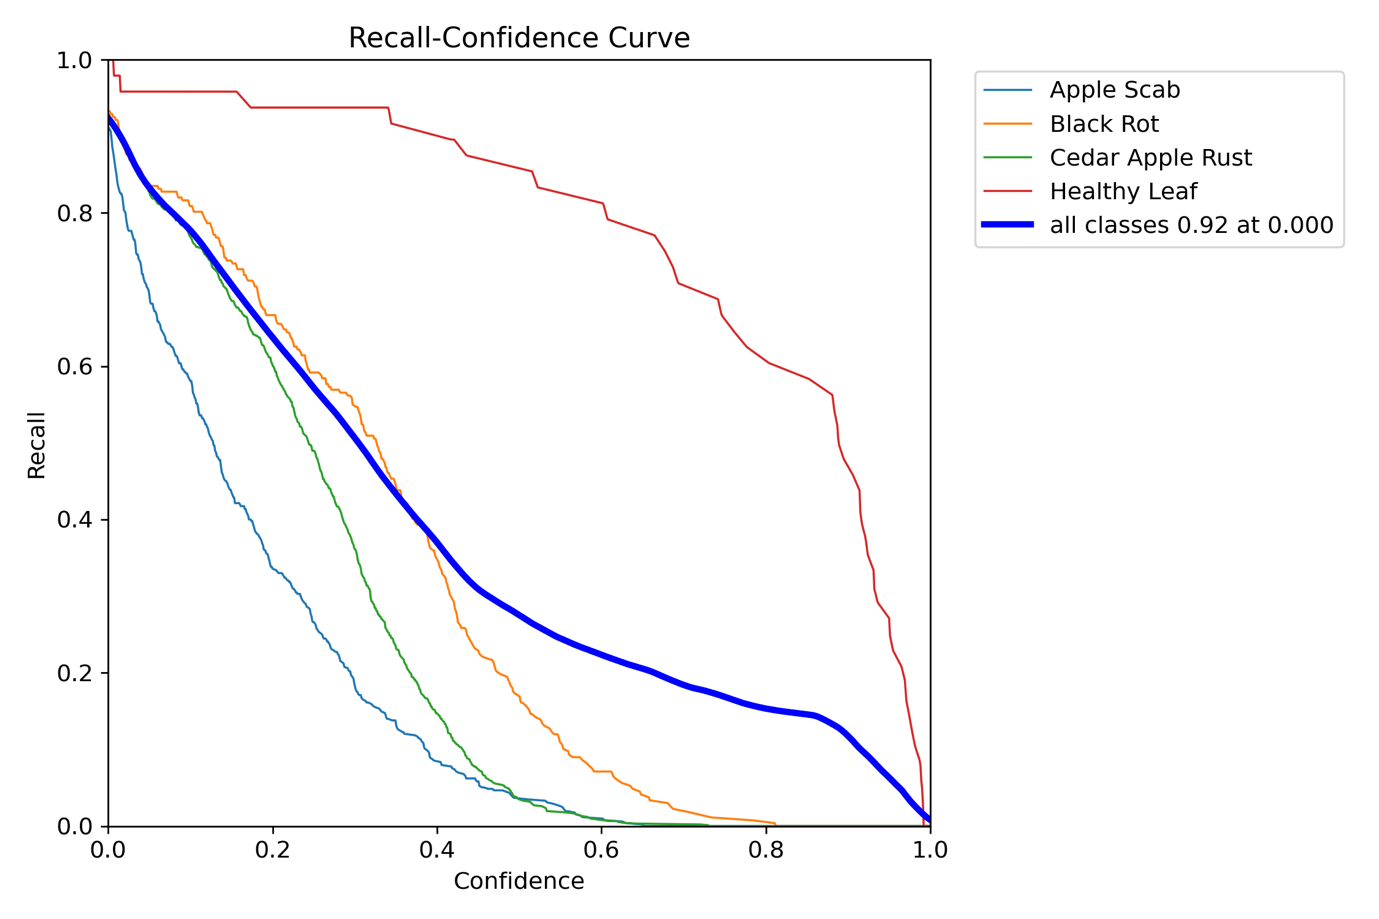 Recall-Confidence Curve
1.0
0.8
0.6
0.4
0.2
0.0
Recall
0.0 0.2 0.4 0.6 0.8 1.0
Confidence
Apple Scab
Black Rot
Cedar Apple Rust
Healthy Leaf
all classes 0.92 at 0.000